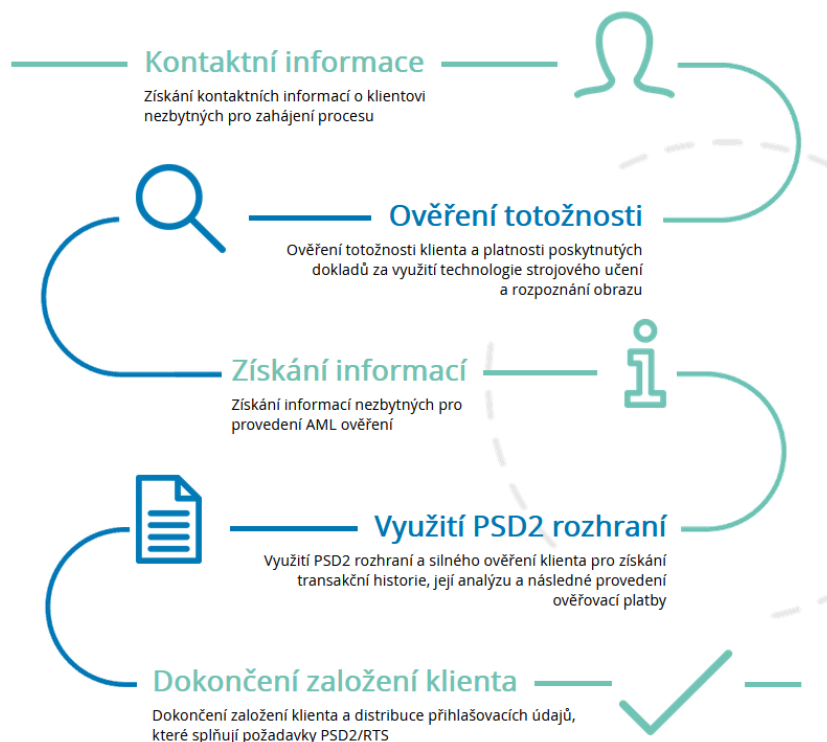 Kontaktní informace
Získání kontaktních informací o klientovi
nezbytných pro zahájení procesu
Ověření totožnosti
Ověření totožnosti klienta a platnosti poskytnutých
dokladů za využití technologie strojového učení
a rozpoznání obrazu
Získání informací
Získání informací nezbytných pro
provedení AML ověření
Využití PSD2 rozhraní
Využití PSD2 rozhraní a silného ověření klienta pro získání
transakční historie, její analýzu a následné provedení
ověřovací platby
Dokončení založení klienta
Dokončení založení klienta a distribuce přihlašovacích údajů,
které splňují požadavky PSD2/RTS